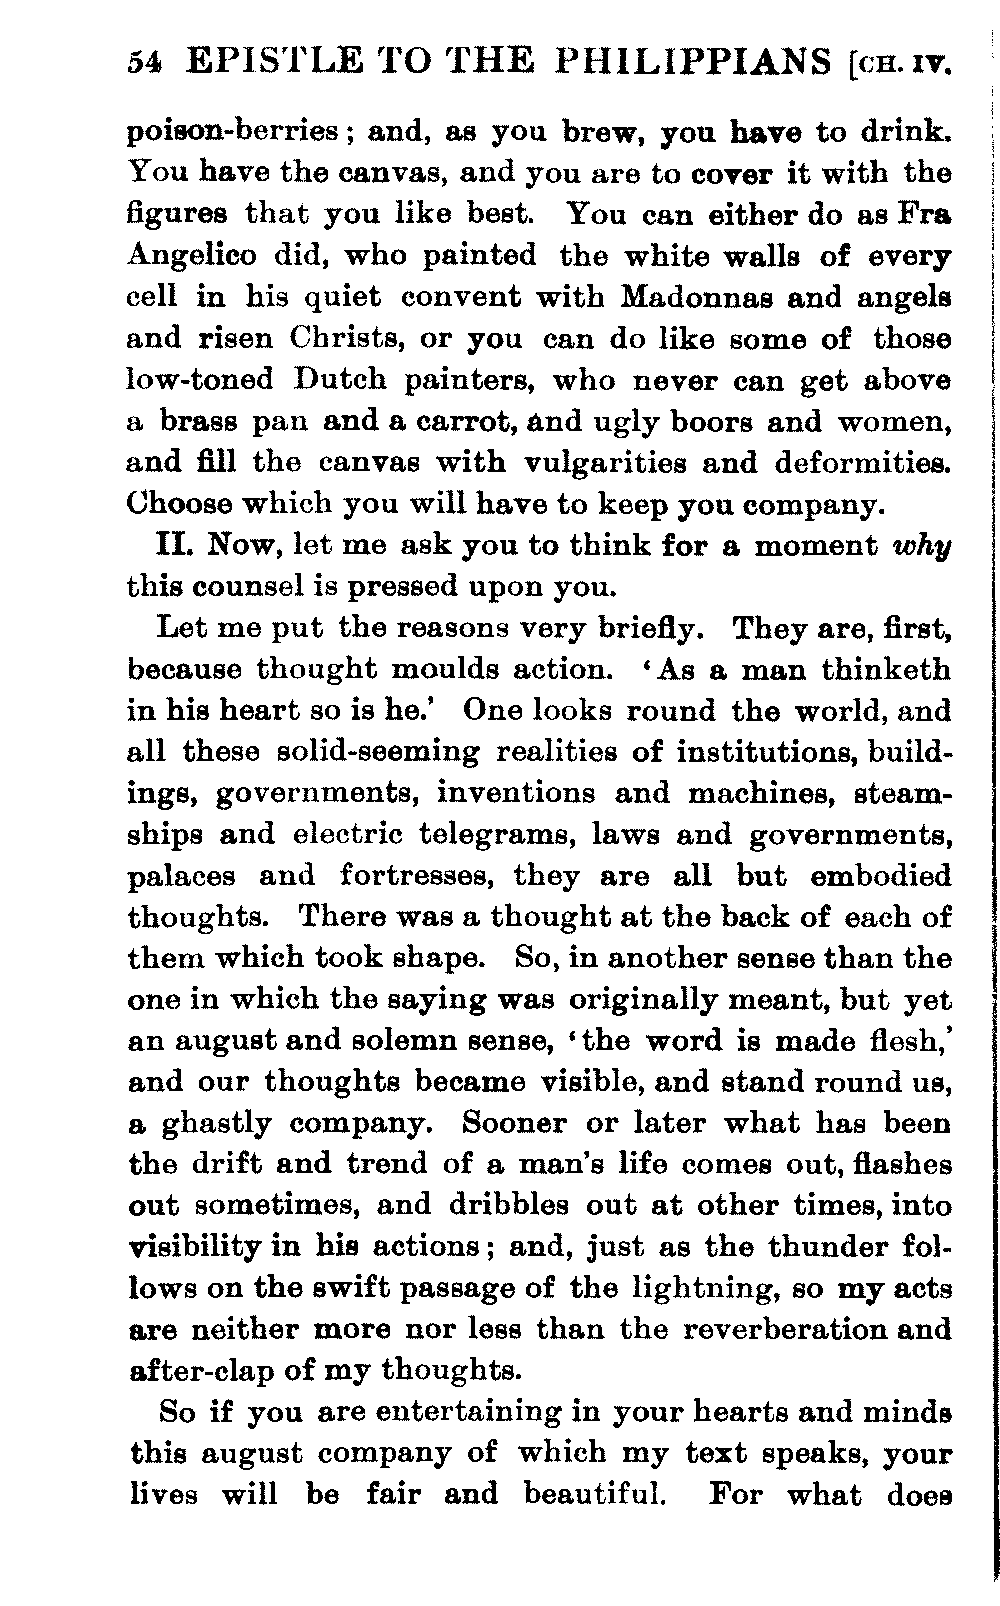 54 EPISTLE TO THE PHILIPPIANS [CH. IV.
poison-berries; and, as you brew, you have to drink.
You have the canvas, and you are to cover it with the
figures that you like best. You can either do as Fra
Angelico did, who painted the white walls of every
cell in his quiet convent with Madonnas and angels
and risen Christs, or you can do like some of those
low-toned Dutch painters, who never can get above
a brass pan and a carrot, and ugly boors and women,
and fill the canvas with vulgarities and deformities.
Choose which you will have to keep you company.
II. Now, let me ask you to think for a moment why
this counsel is pressed upon you.
Let me put the reasons very briefly. They are, first,
because thought moulds action. ‘As a man thinketh
in his heart so is he.’ One looks round the world, and
all these solid-seeming realities of institutions, build-
ings, governments, inventions and machines, steam-
ships and electric telegrams, laws and governments,
palaces and fortresses, they are all but embodied
thoughts. There was a thought at the back of each of
them which took shape. So, in another sense than the
one in which the saying was originally meant, but yet
an august and solemn sense, ‘the word is made flesh,’
and our thoughts became visible, and stand round us,
a ghastly company. Sooner or later what has been
the drift and trend of a man’s life comes out, flashes
out sometimes, and dribbles out at other times, into
visibility in his actions; and, just as the thunder fol-
lows on the swift passage of the lightning, so my acts
are neither more nor less than the reverberation and
after-clap of my thoughts.
So if you are entertaining in your hearts and minds
this august company of which my text speaks, your
lives will be fair and beautiful. For what does